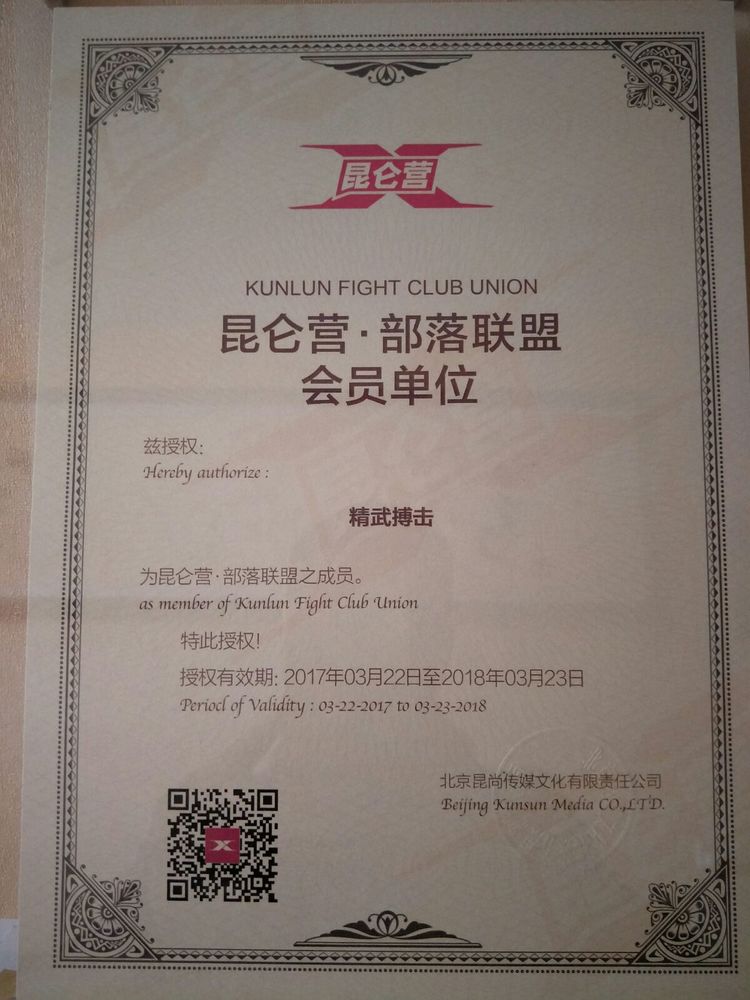 昆仑营
KUNLUN FIGHT CLUB UNION
昆仑营·部落联盟
会员单位
兹授权:
Hereby authorize :
精武搏击
为昆仑营·部落联盟之成员。
as member of Kunlun Fight Club Union
特此授权!
授权有效期: 2017年03月22日至2018年03月23日
Periocl of Validity : 03-22-2017 to 03-23-2018
北京昆尚传媒文化有限责任公司
Beijing Kunsun Media CO.,LTD.